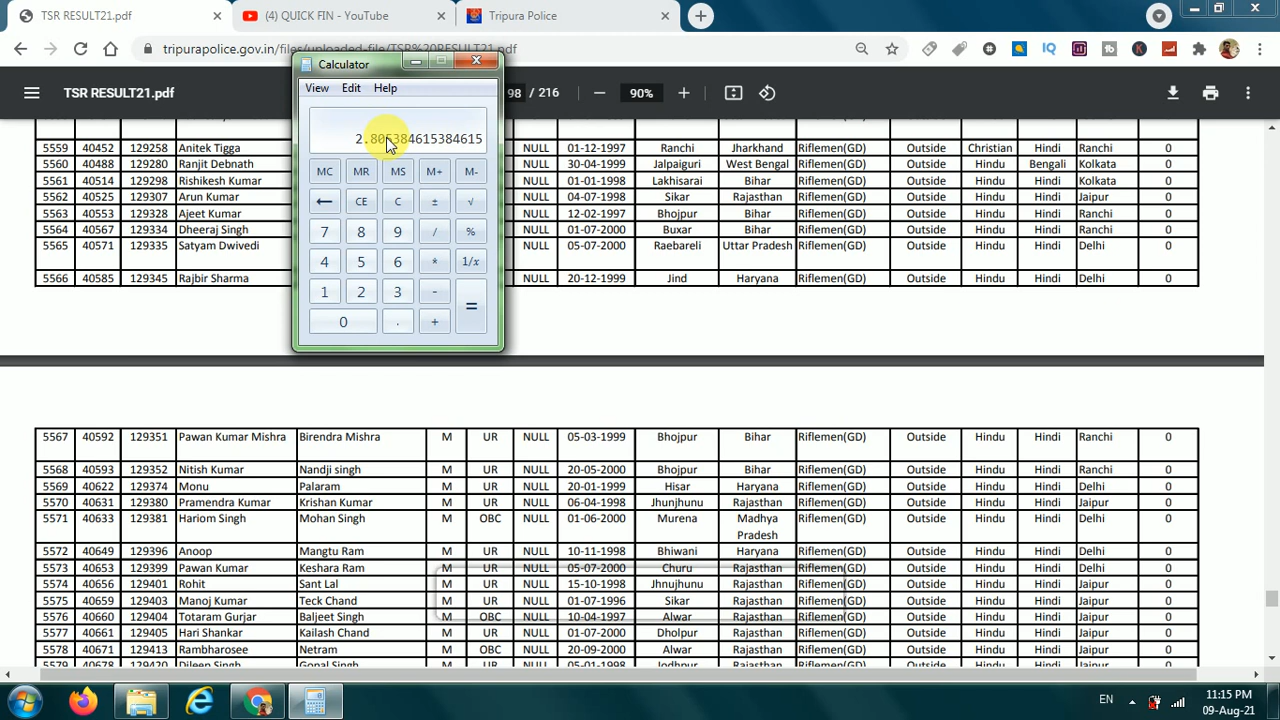 TSR RESULT21.pdf
(4) QUICK FIN - YouTube
Tripura Police
tripurapolice.gov.in/files/uploaded-file/TSR%20RESULT21.pdf
TSR RESULT21.pdf
98 / 216
90%
Calculator
View Edit Help
MC MR MS M+ M-
← CE C ± √
7 8 9 / %
4 5 6 * 1/x
1 2 3 - =
0 . +
5559 40452 129258 Anitek Tigga NULL 01-12-1997 Ranchi Jharkhand Riflemen(GD) Outside Christian Hindi Ranchi 0
5560 40488 129280 Ranjit Debnath NULL 30-04-1999 Jalpaiguri West Bengal Riflemen(GD) Outside Hindu Bengali Kolkata 0
5561 40514 129298 Rishikesh Kumar NULL 01-01-1998 Lakhisarai Bihar Riflemen(GD) Outside Hindu Hindi Kolkata 0
5562 40525 129307 Arun Kumar NULL 04-07-1998 Sikar Rajasthan Riflemen(GD) Outside Hindu Hindi Jaipur 0
5563 40553 129328 Ajeet Kumar NULL 12-02-1997 Bhojpur Bihar Riflemen(GD) Outside Hindu Hindi Ranchi 0
5564 40567 129334 Dheeraj Singh NULL 01-07-2000 Buxar Bihar Riflemen(GD) Outside Hindu Hindi Ranchi 0
5565 40571 129335 Satyam Dwivedi NULL 05-07-2000 Raebareli Uttar Pradesh Riflemen(GD) Outside Hindu Hindi Delhi 0
5566 40585 129345 Rajbir Sharma NULL 20-12-1999 Jind Haryana Riflemen(GD) Outside Hindu Hindi Delhi 0
5567 40592 129351 Pawan Kumar Mishra Birendra Mishra M UR NULL 05-03-1999 Bhojpur Bihar Riflemen(GD) Outside Hindu Hindi Ranchi 0
5568 40593 129352 Nitish Kumar Nandji singh M UR NULL 20-05-2000 Bhojpur Bihar Riflemen(GD) Outside Hindu Hindi Ranchi 0
5569 40622 129374 Monu Palaram M UR NULL 20-01-1999 Hisar Haryana Riflemen(GD) Outside Hindu Hindi Delhi 0
5570 40631 129380 Pramendra Kumar Krishan Kumar M UR NULL 06-04-1998 Jhunjhunu Rajasthan Riflemen(GD) Outside Hindu Hindi Jaipur 0
5571 40633 129381 Hariom Singh Mohan Singh M OBC NULL 01-06-2000 Murena Madhya Riflemen(GD) Outside Hindu Hindi Delhi 0
Pradesh
5572 40649 129396 Anoop Mangtu Ram M UR NULL 10-11-1998 Bhiwani Haryana Riflemen(GD) Outside Hindu Hindi Delhi 0
5573 40653 129399 Pawan Kumar Keshara Ram M UR NULL 05-07-2000 Churu Rajasthan Riflemen(GD) Outside Hindu Hindi Delhi 0
5574 40656 129401 Rohit Sant Lal M UR NULL 15-10-1998 Jhnujhunu Rajasthan Riflemen(GD) Outside Hindu Hindi Jaipur 0
5575 40659 129403 Manoj Kumar Teck Chand M UR NULL 01-07-1996 Sikar Rajasthan Riflemen(GD) Outside Hindu Hindi Jaipur 0
5576 40660 129404 Totaram Gurjar Baljeet Singh M OBC NULL 10-04-1997 Alwar Rajasthan Riflemen(GD) Outside Hindu Hindi Jaipur 0
5577 40661 129405 Hari Shankar Kailash Chand M UR NULL 01-07-2000 Dholpur Rajasthan Riflemen(GD) Outside Hindu Hindi Jaipur 0
5578 40671 129413 Rambharosee Netram M OBC NULL 20-09-2000 Alwar Rajasthan Riflemen(GD) Outside Hindu Hindi Jaipur 0
5579 40678 129420 Dileep Singh Gopal Singh M UR NULL 05-01-1998 Jodhpur Rajasthan Riflemen(GD) Outside Hindu Hindi Jaipur 0
EN
11:15 PM
09-Aug-21